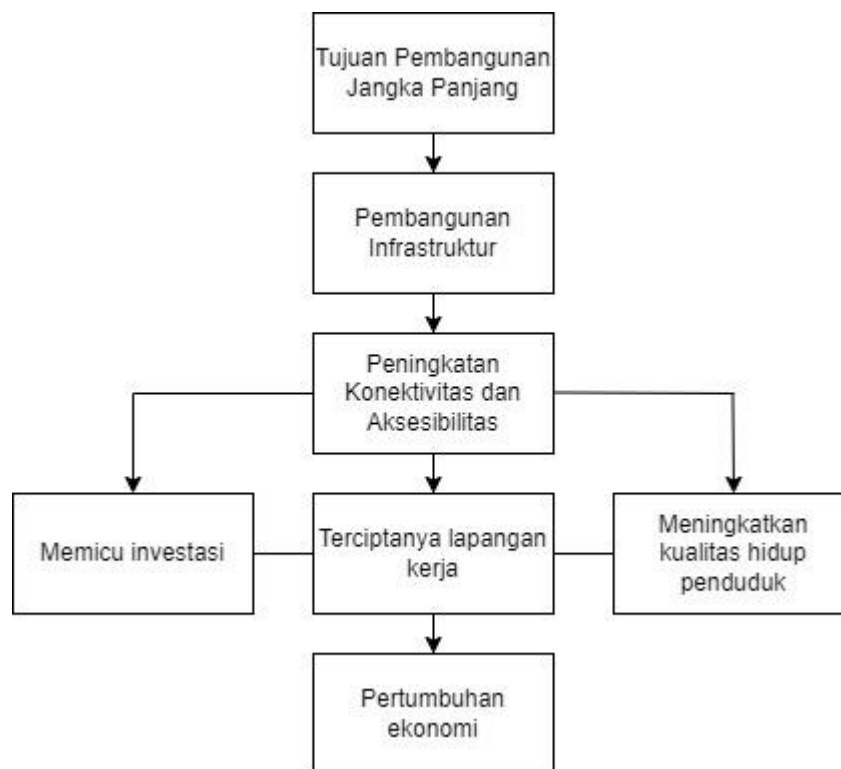 Tujuan Pembangunan
Jangka Panjang
Pembangunan
Infrastruktur
Peningkatan
Konektivitas dan
Aksesibilitas
Memicu investasi
Terciptanya lapangan
kerja
Meningkatkan
kualitas hidup
penduduk
Pertumbuhan
ekonomi